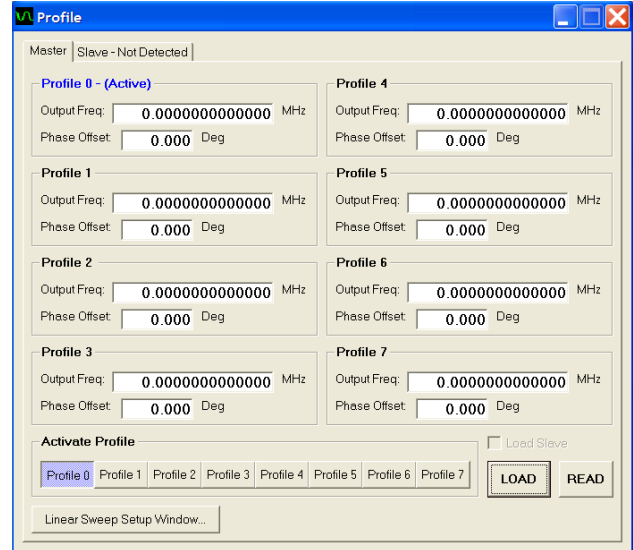 Profile
Master Slave - Not Detected
Profile 0 - (Active)
Output Freq: 0.0000000000000 MHz
Phase Offset: 0.000 Deg
Profile 4
Output Freq: 0.0000000000000 MHz
Phase Offset: 0.000 Deg
Profile 1
Output Freq: 0.0000000000000 MHz
Phase Offset: 0.000 Deg
Profile 5
Output Freq: 0.0000000000000 MHz
Phase Offset: 0.000 Deg
Profile 2
Output Freq: 0.0000000000000 MHz
Phase Offset: 0.000 Deg
Profile 6
Output Freq: 0.0000000000000 MHz
Phase Offset: 0.000 Deg
Profile 3
Output Freq: 0.0000000000000 MHz
Phase Offset: 0.000 Deg
Profile 7
Output Freq: 0.0000000000000 MHz
Phase Offset: 0.000 Deg
Activate Profile
Profile 0 Profile 1 Profile 2 Profile 3 Profile 4 Profile 5 Profile 6 Profile 7
Load Slave
LOAD READ
Linear Sweep Setup Window...